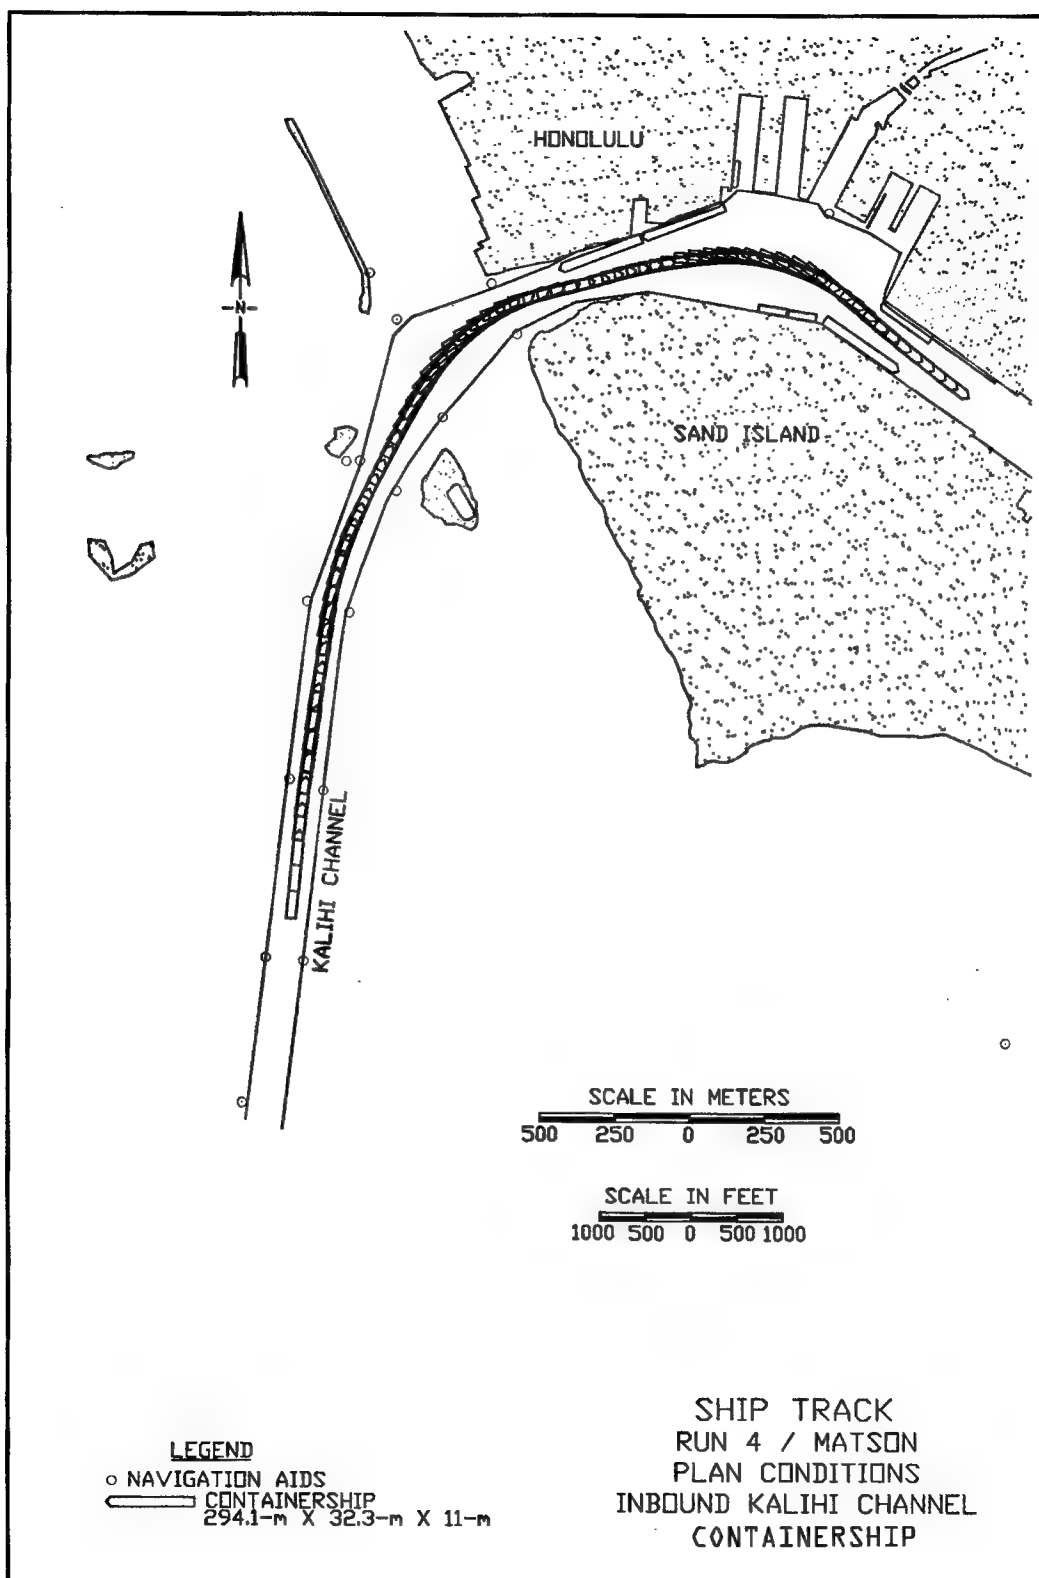 HONOLULU
N
SAND ISLAND
KALIHI CHANNEL
SCALE IN METERS
500 250 0 250 500
SCALE IN FEET
1000 500 0 500 1000
LEGEND
NAVIGATION AIDS
CONTAINERSHIP
294.1-m X 32.3-m X 11-m
SHIP TRACK
RUN 4 / MATSON
PLAN CONDITIONS
INBOUND KALIHI CHANNEL
CONTAINERSHIP